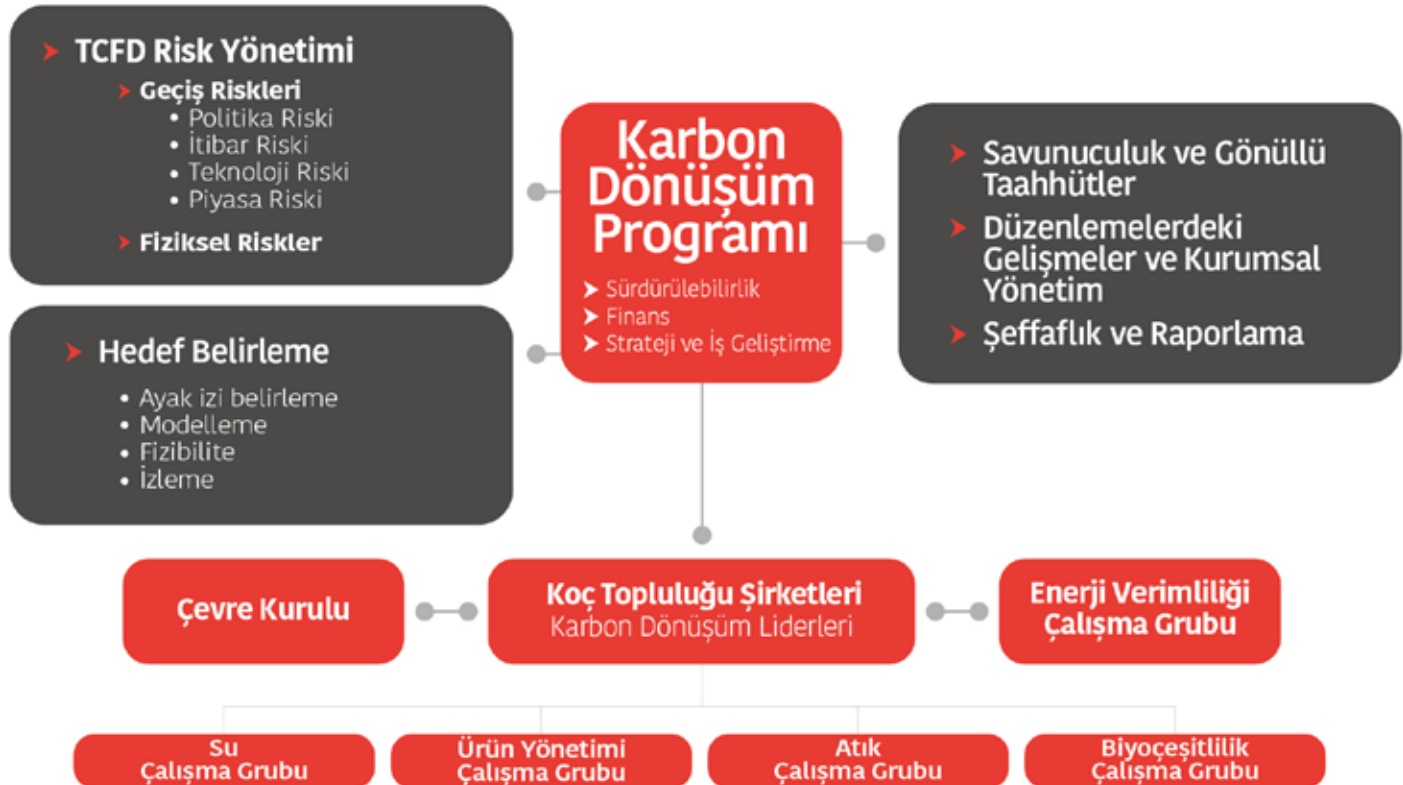 TCFD Risk Yönetimi
Geçiş Riskleri
• Politika Riski
• İtibar Riski
• Teknoloji Riski
• Piyasa Riski
Fiziksel Riskler
Hedef Belirleme
• Ayak izi belirleme
• Modelleme
• Fizibilite
• İzleme
Karbon
Dönüşüm
Programı
Sürdürülebilirlik
Finans
Strateji ve İş Geliştirme
Savunuculuk ve Gönüllü
Taahhütler
Düzenlemelerdeki
Gelişmeler ve Kurumsal
Yönetim
Şeffaflık ve Raporlama
Çevre Kurulu
Koç Topluluğu Şirketleri
Karbon Dönüşüm Liderleri
Enerji Verimliliği
Çalışma Grubu
Su
Çalışma Grubu
Ürün Yönetimi
Çalışma Grubu
Atık
Çalışma Grubu
Biyoçeşitlilik
Çalışma Grubu